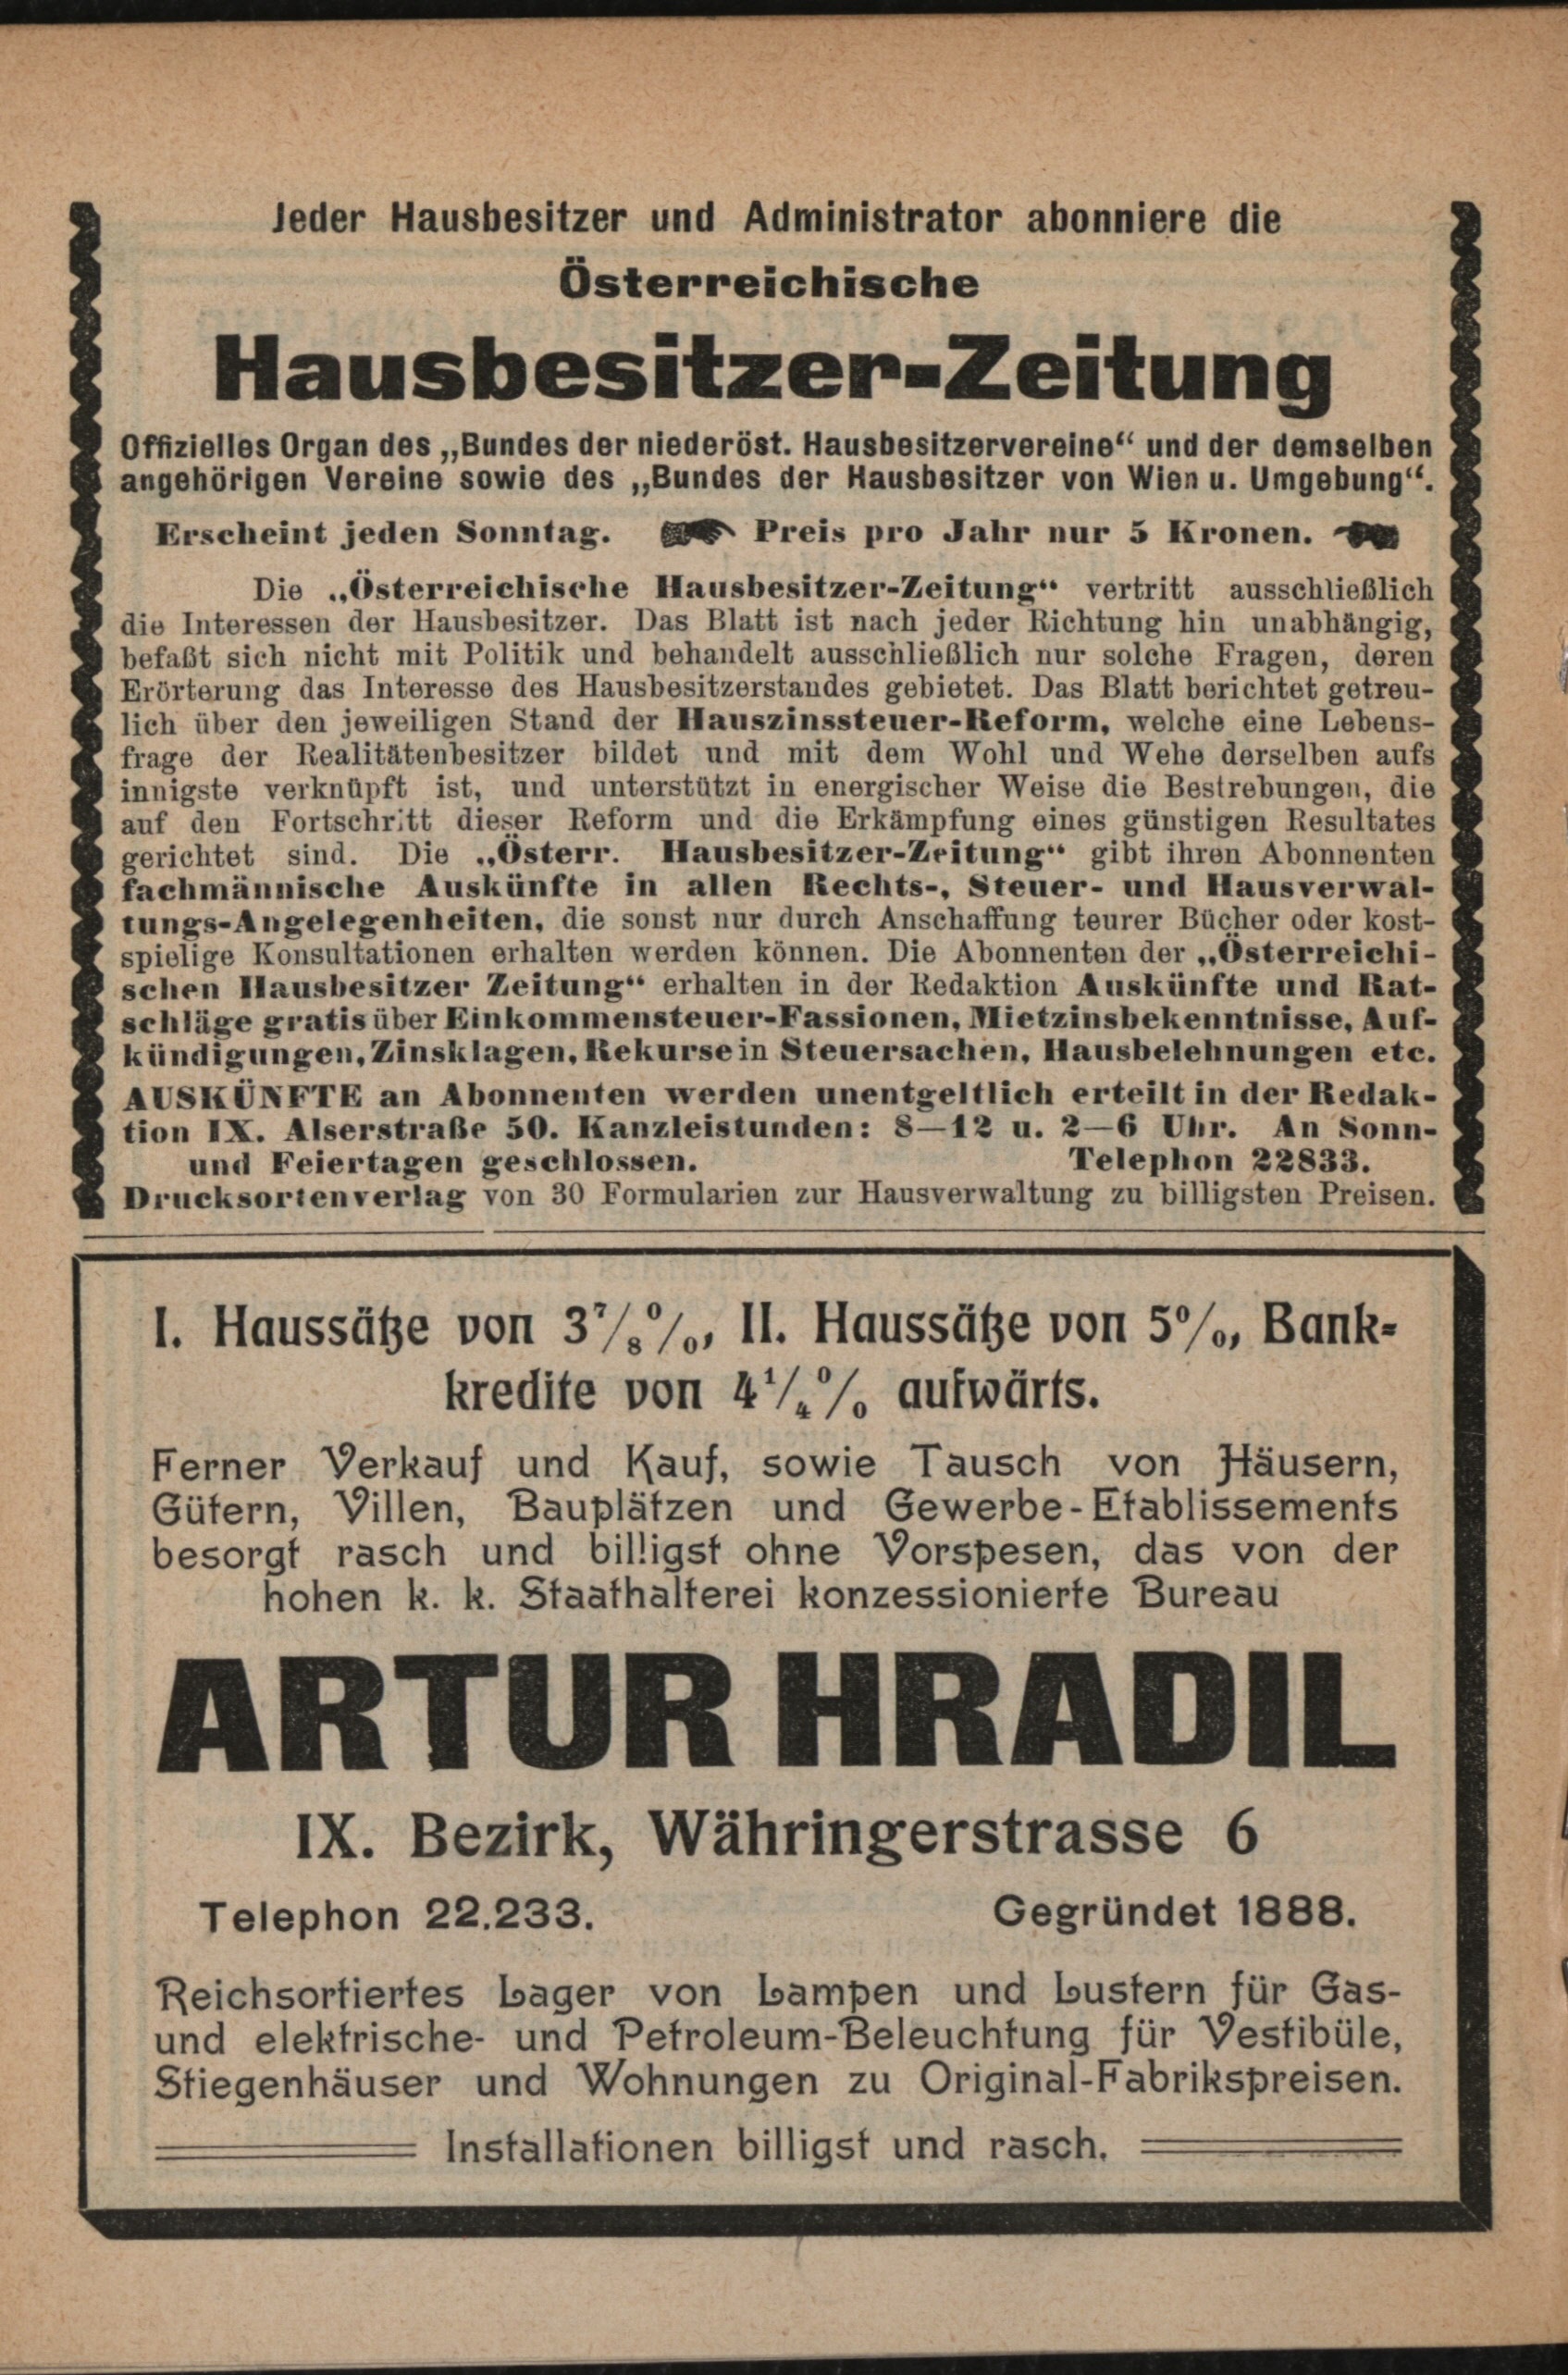 Jeder Hausbesitzer und Administrator abonniere die
Österreichische
Hausbesitzer-Zeitung
Offizielles Organ des „Bundes der niederöst. Hausbesitzervereine“ und der demselben
angehörigen Vereine sowie des „Bundes der Hausbesitzer von Wien u. Umgebung“.
Erscheint jeden Sonntag. Preis pro Jahr nur 5 Kronen.
Die „Österreichische Hausbesitzer-Zeitung“ vertritt ausschließlich
die Interessen der Hausbesitzer. Das Blatt ist nach jeder Richtung hin unabhängig,
befaßt sich nicht mit Politik und behandelt ausschließlich nur solche Fragen, deren
Erörterung das Interesse des Hausbesitzerstandes gebietet. Das Blatt berichtet getreu-
lich über den jeweiligen Stand der Hauszinssteuer-Reform, welche eine Lebens-
frage der Realitätenbesitzer bildet und mit dem Wohl und Wehe derselben aufs
innigste verknüpft ist, und unterstützt in energischer Weise die Bestrebungen, die
auf den Fortschritt dieser Reform und die Erkämpfung eines günstigen Resultates
gerichtet sind. Die „Österr. Hausbesitzer-Zeitung“ gibt ihren Abonnenten
fachmännische Auskünfte in allen Rechts-, Steuer- und Hausverwal-
tungs-Angelegenheiten, die sonst nur durch Anschaffung teurer Bücher oder kost-
spielige Konsultationen erhalten werden können. Die Abonnenten der „Österreichi-
schen Hausbesitzer Zeitung“ erhalten in der Redaktion Auskünfte und Rat-
schläge gratis über Einkommensteuer-Fassionen, Mietzinsbekenntnisse, Auf-
kündigungen, Zinsklagen, Rekurse in Steuersachen, Hausbelehnungen etc.
AUSKÜNFTE an Abonnenten werden unentgeltlich erteilt in der Redak-
tion IX. Alserstraße 50. Kanzleistunden: 8—12 u. 2—6 Uhr. An Sonn-
und Feiertagen geschlossen. Telephon 22833.
Drucksortenverlag von 30 Formularien zur Hausverwaltung zu billigsten Preisen.
I. Haussätze von 3⅞%, II. Haussätze von 5%, Bank-
kredite von 4¼% aufwärts.
Ferner Verkauf und Kauf, sowie Tausch von Häusern,
Gütern, Villen, Bauplätzen und Gewerbe-Etablissements
besorgt rasch und billigst ohne Vorspesen, das von der
hohen k. k. Staathalterei konzessionierte Bureau
ARTUR HRADIL
IX. Bezirk, Währingerstrasse 6
Telephon 22.233. Gegründet 1888.
Reichsortiertes Lager von Lampen und Lustern für Gas-
und elektrische- und Petroleum-Beleuchtung für Vestibüle,
Stiegenhäuser und Wohnungen zu Original-Fabrikspreisen.
Installationen billigst und rasch.